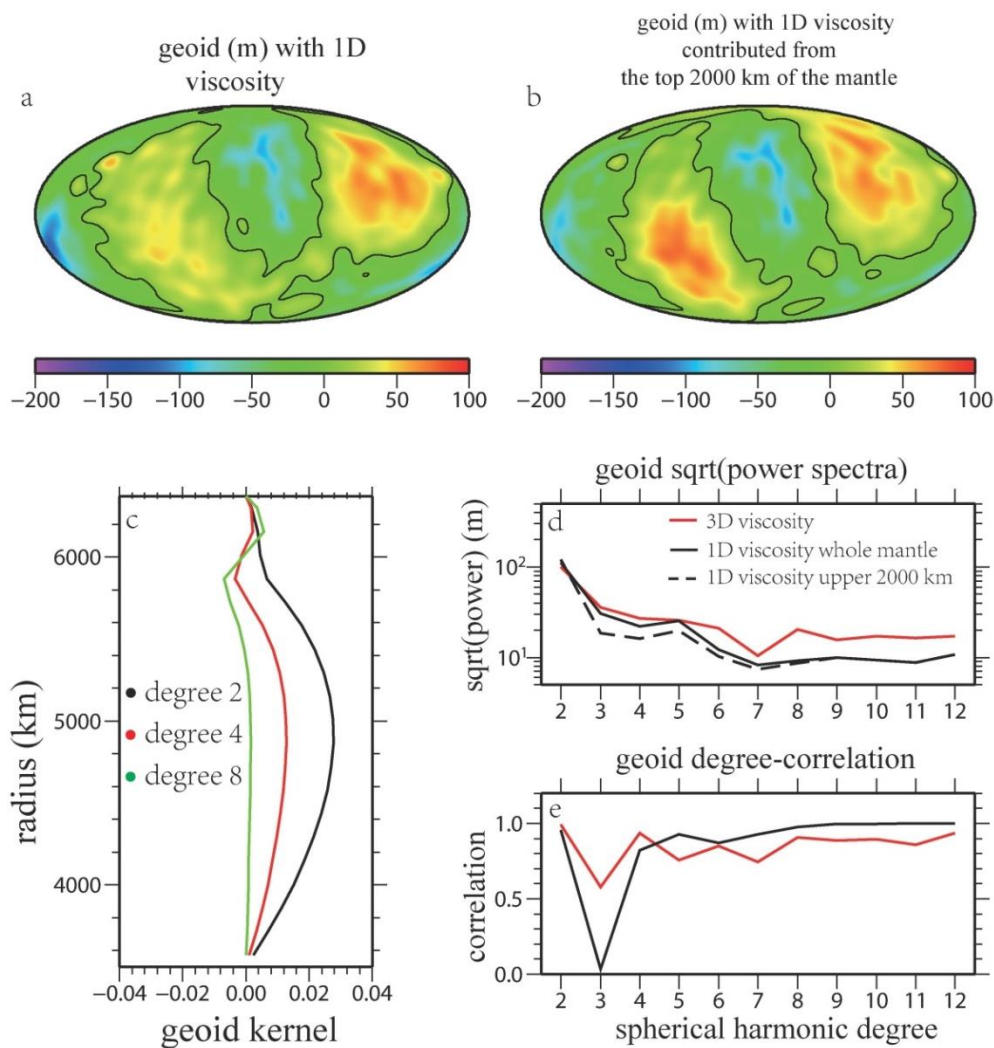 geoid (m) with 1D
viscosity
a
geoid (m) with 1D viscosity
contributed from
the top 2000 km of the mantle
b
−200 −150 −100 −50 0 50 100
−200 −150 −100 −50 0 50 100
c
6000
5000
4000
radius (km)
degree 2
degree 4
degree 8
−0.04 −0.02 0.00 0.02 0.04
geoid kernel
geoid sqrt(power spectra)
d
3D viscosity
1D viscosity whole mantle
1D viscosity upper 2000 km
sqrt(power) (m)
10²
10¹
2 3 4 5 6 7 8 9 10 11 12
geoid degree-correlation
e
correlation
1.0
0.5
0.0
2 3 4 5 6 7 8 9 10 11 12
spherical harmonic degree